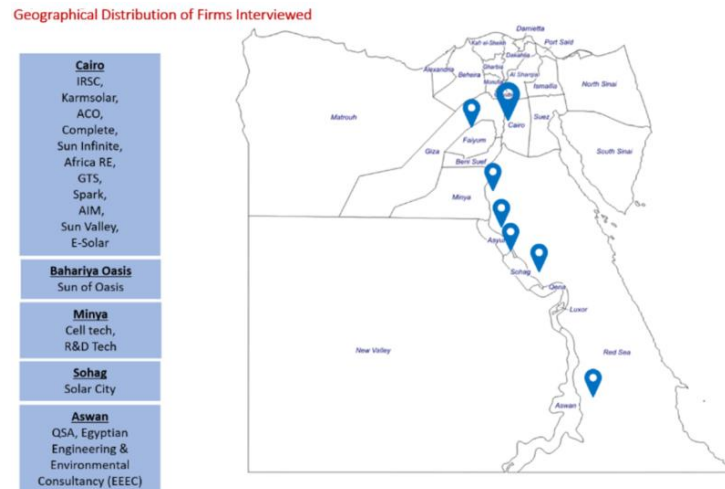 Geographical Distribution of Firms Interviewed
Cairo
IRSC,
Karmsolar,
ACO,
Complete,
Sun Infinite,
Africa RE,
GTS,
Spark,
AIM,
Sun Valley,
E-Solar
Bahariya Oasis
Sun of Oasis
Minya
Cell tech,
R&D Tech
Sohag
Solar City
Aswan
QSA, Egyptian
Engineering &
Environmental
Consultancy (EEEC)
Damietta
Kafr el-Sheikh
Port Said
Dakahlia
Alexandria
Beheira
Gharbia
Al Sharqia
Ismailia
North Sinai
Matrouh
Cairo
Suez
Giza
Faiyum
South Sinai
Beni Suef
Minya
Sohag
Qena
Luxor
New Valley
Red Sea
Aswan